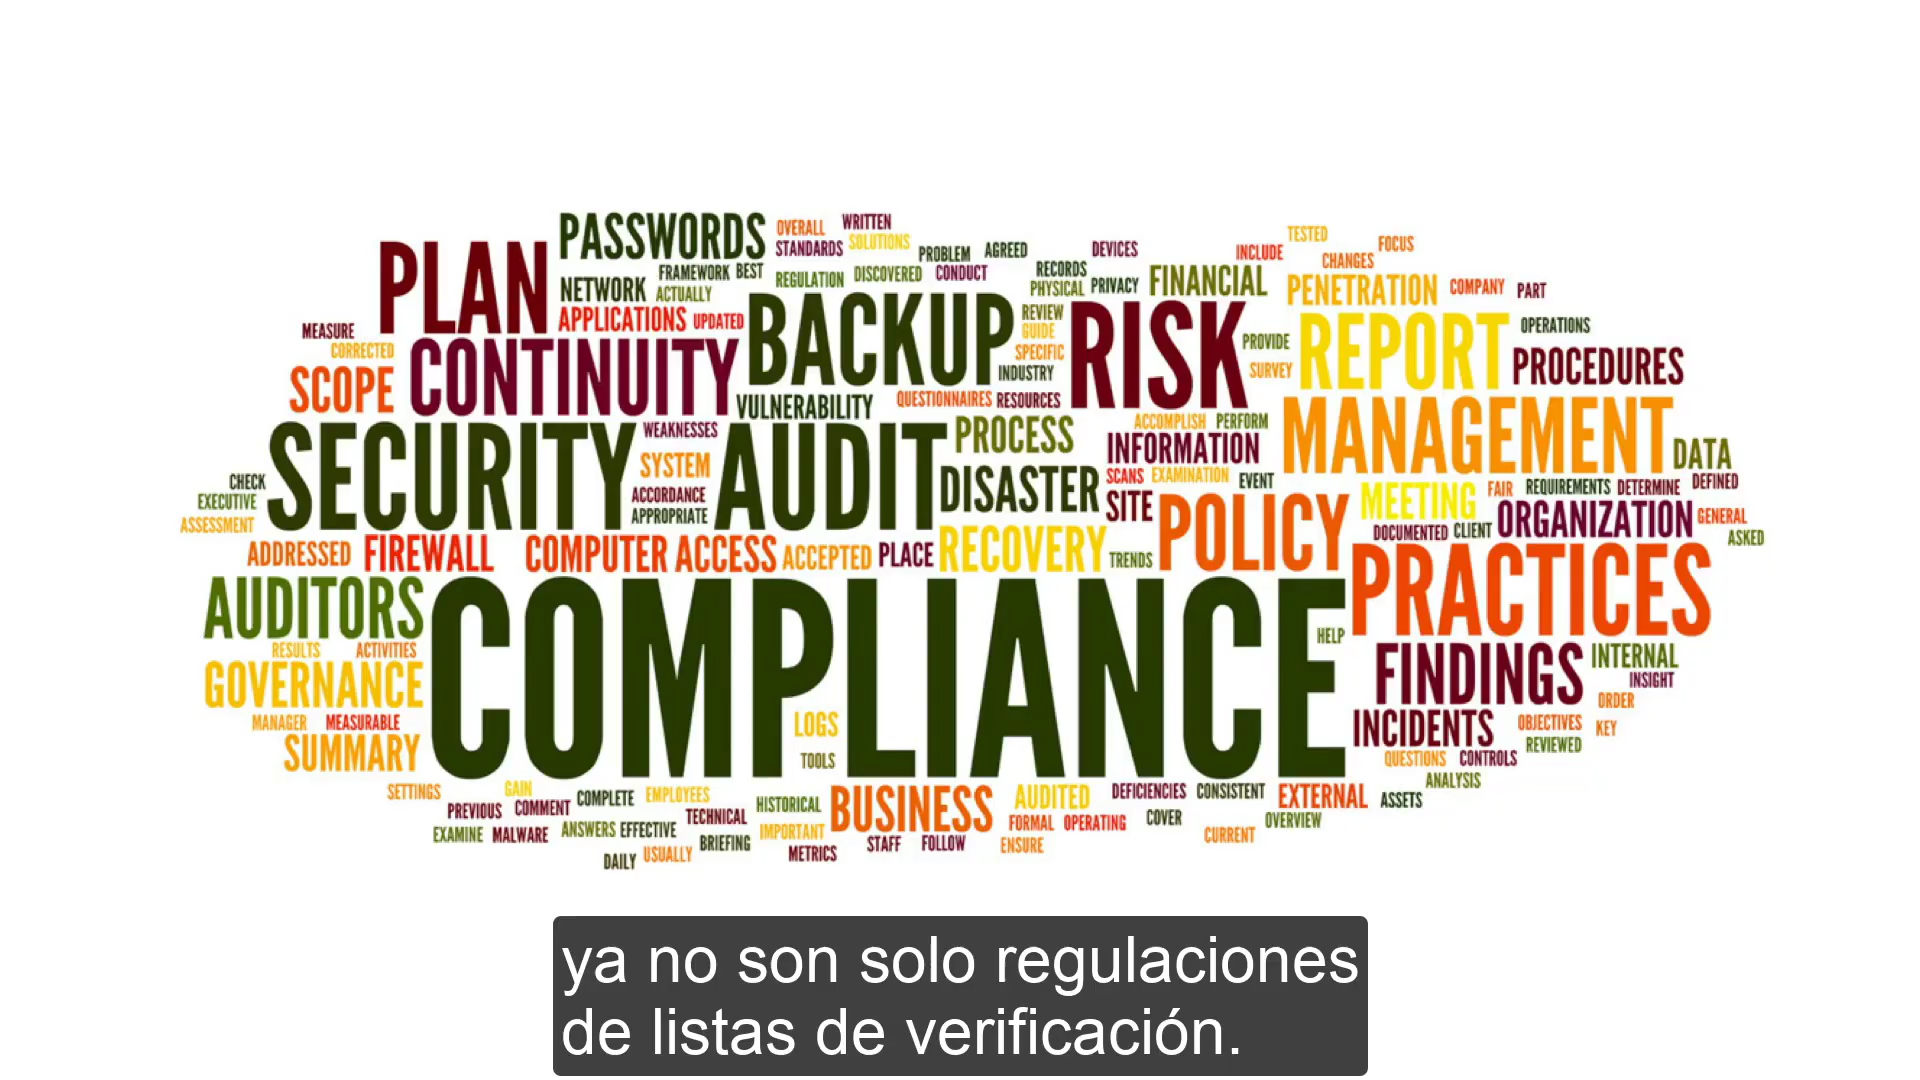 PASSWORDS OVERALL WRITTEN
STANDARDS SOLUTIONS
PLAN
NETWORK FRAMEWORK BEST
ACTUALLY
REGULATION DISCOVERED CONDUCT
PROBLEM AGREED
RECORDS DEVICES
PHYSICAL PRIVACY FINANCIAL
INCLUDE TESTED
CHANGES FOCUS
PENETRATION COMPANY PART
MEASURE
CORRECTED
APPLICATIONS UPDATED
BACKUP
REVIEW
GUIDE
SPECIFIC
INDUSTRY
RISK
PROVIDE
SURVEY
REPORT
OPERATIONS
PROCEDURES
SCOPE CONTINUITY
VULNERABILITY QUESTIONNAIRES RESOURCES
ACCOMPLISH PERFORM
MANAGEMENT
DATA
SECURITY
WEAKNESSES
SYSTEM
ACCORDANCE
APPROPRIATE
AUDIT
PROCESS
DISASTER
INFORMATION
SCANS EXAMINATION EVENT
SITE
POLICY
MEETING FAIR REQUIREMENTS DETERMINE DEFINED
DOCUMENTED CLIENT ORGANIZATION GENERAL
ASKED
CHECK
EXECUTIVE
ASSESSMENT
ADDRESSED FIREWALL COMPUTER ACCESS ACCEPTED PLACE RECOVERY TRENDS
PRACTICES
AUDITORS
RESULTS ACTIVITIES
GOVERNANCE
MANAGER MEASURABLE
SUMMARY
COMPLIANCE
LOGS
TOOLS
HELP
FINDINGS INTERNAL
INSIGHT
ORDER
INCIDENTS OBJECTIVES KEY
REVIEWED
QUESTIONS CONTROLS
ANALYSIS
SETTINGS GAIN
PREVIOUS COMMENT COMPLETE EMPLOYEES
EXAMINE MALWARE ANSWERS EFFECTIVE
TECHNICAL HISTORICAL
BRIEFING IMPORTANT
DAILY USUALLY
METRICS
BUSINESS
STAFF FOLLOW
AUDITED DEFICIENCIES CONSISTENT EXTERNAL ASSETS
FORMAL OPERATING COVER
ENSURE
CURRENT OVERVIEW
ya no son solo regulaciones
de listas de verificación.